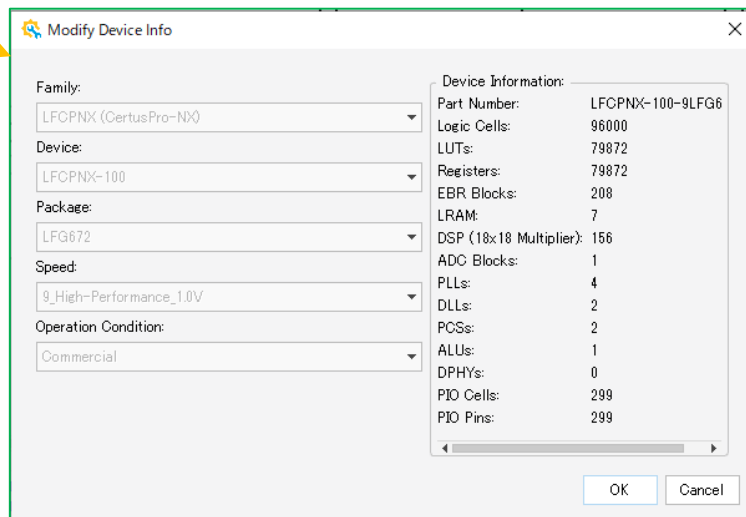 Modify Device Info
Family:
LFCPNX (CertusPro-NX)
Device:
LFCPNX-100
Package:
LFG672
Speed:
9_High-Performance_1.0V
Operation Condition:
Commercial
Device Information:
Part Number: LFCPNX-100-9LFG6
Logic Cells: 96000
LUTs: 79872
Registers: 79872
EBR Blocks: 208
LRAM: 7
DSP (18x18 Multiplier): 156
ADC Blocks: 1
PLLs: 4
DLLs: 2
PCSs: 2
ALUs: 1
DPHYs: 0
PIO Cells: 299
PIO Pins: 299
OK Cancel